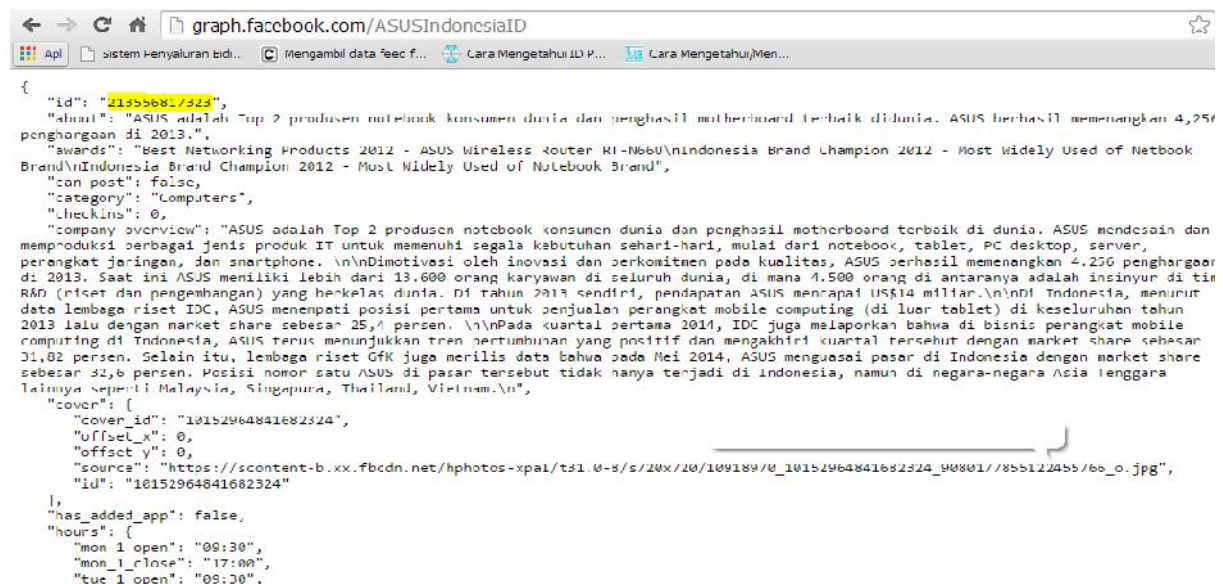 graph.facebook.com/ASUSIndonesiaID
Apl Sistem Penyaluran Bidi... Mengambil data feed f... Cara Mengetahui ID P... Cara Mengetahui/Men...
{
"id": "213556817323",
"about": "ASUS adalah Top 2 produsen notebook konsumen dunia dan penghasil motherboard terbaik didunia. ASUS berhasil memenangkan 4,256
penghargaan di 2013.",
"awards": "Best Networking Products 2012 - ASUS Wireless Router RT-N66U\nIndonesia Brand Champion 2012 - Most Widely Used of Netbook
Brand\nIndonesia Brand Champion 2012 - Most Widely Used of Notebook Brand",
"can_post": false,
"category": "Computers",
"checkins": 0,
"company_overview": "ASUS adalah Top 2 produsen notebook konsumen dunia dan penghasil motherboard terbaik di dunia. ASUS mendesain dan
memproduksi berbagai jenis produk IT untuk memenuhi segala kebutuhan sehari-hari, mulai dari notebook, tablet, PC desktop, server,
perangkat jaringan, dan smartphone. \n\nDimotivasi oleh inovasi dan berkomitmen pada kualitas, ASUS berhasil memenangkan 4.256 penghargaan
di 2013. Saat ini ASUS memiliki lebih dari 13.600 orang karyawan di seluruh dunia, di mana 4.500 orang di antaranya adalah insinyur di tim
R&D (riset dan pengembangan) yang berkelas dunia. Di tahun 2013 sendiri, pendapatan ASUS mencapai US$14 miliar.\n\nDi Indonesia, menurut
data lembaga riset IDC, ASUS menempati posisi pertama untuk penjualan perangkat mobile computing (di luar tablet) di keseluruhan tahun
2013 lalu dengan market share sebesar 25,4 persen. \n\nPada kuartal pertama 2014, IDC juga melaporkan bahwa di bisnis perangkat mobile
computing di Indonesia, ASUS terus menunjukkan tren pertumbuhan yang positif dan mengakhiri kuartal tersebut dengan market share sebesar
31,82 persen. Selain itu, lembaga riset GfK juga merilis data bahwa pada Mei 2014, ASUS menguasai pasar di Indonesia dengan market share
sebesar 32,6 persen. Posisi nomor satu ASUS di pasar tersebut tidak hanya terjadi di Indonesia, namun di negara-negara Asia Tenggara
lainnya seperti Malaysia, Singapura, Thailand, Vietnam.\n",
"cover": {
"cover_id": "10152964841682324",
"offset_x": 0,
"offset_y": 0,
"source": "https://scontent-b.xx.fbcdn.net/hphotos-xpa1/t31.0-8/s720x720/10918970_10152964841682324_9080177855122455766_o.jpg",
"id": "10152964841682324"
},
"has_added_app": false,
"hours": {
"mon_1_open": "09:30",
"mon_1_close": "17:00",
"tue_1_open": "09:30",